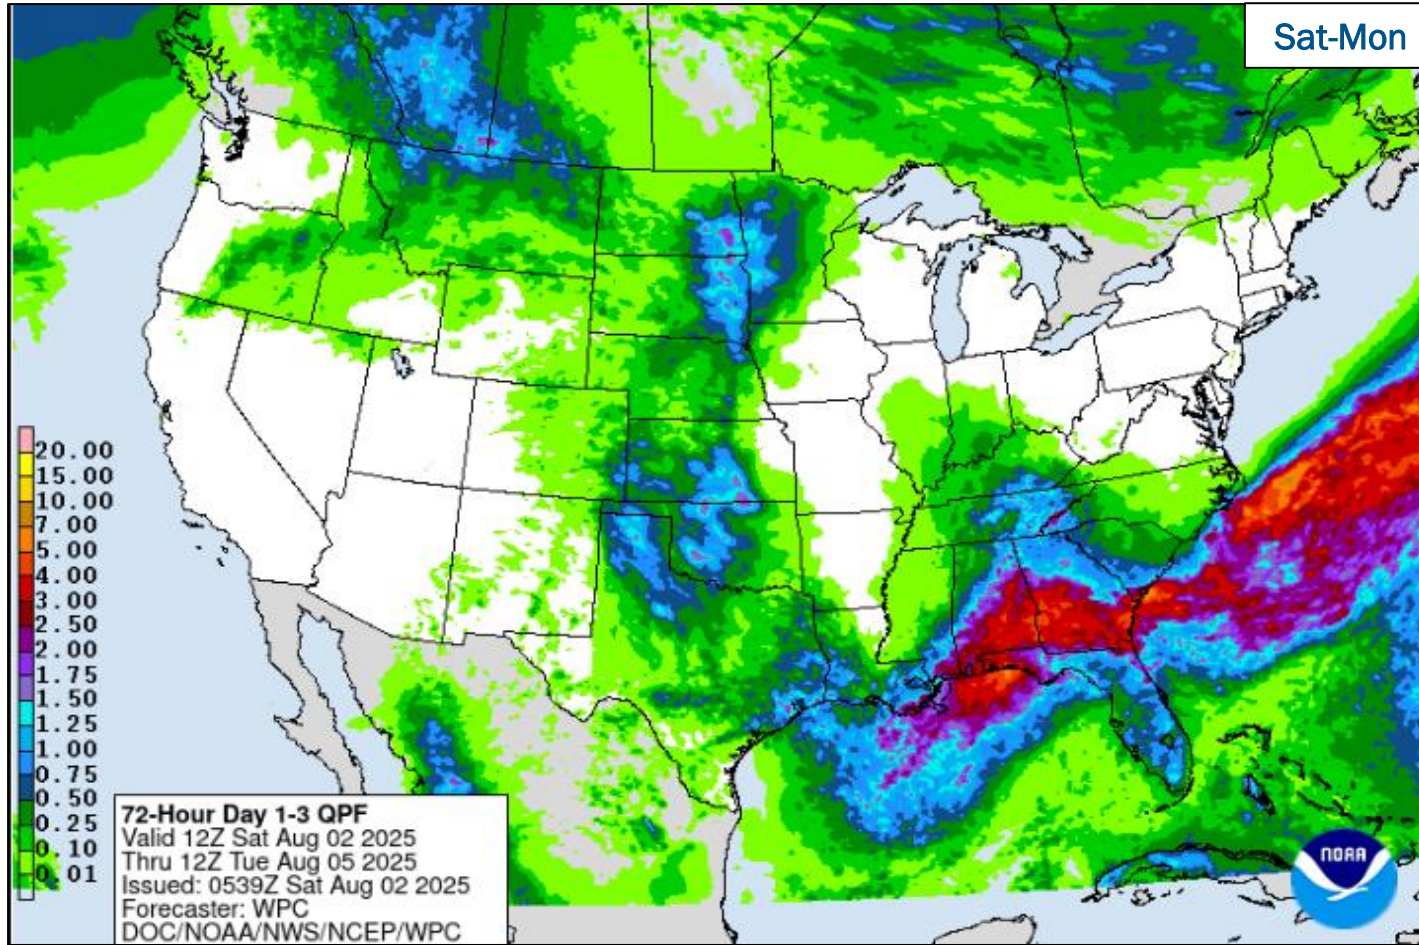 Sat-Mon
20.00
15.00
10.00
7.00
5.00
4.00
3.00
2.50
2.00
1.75
1.50
1.25
1.00
0.75
0.50
0.25
0.10
0.01
72-Hour Day 1-3 QPF
Valid 12Z Sat Aug 02 2025
Thru 12Z Tue Aug 05 2025
Issued: 0539Z Sat Aug 02 2025
Forecaster: WPC
DOC/NOAA/NWS/NCEP/WPC
NOAA